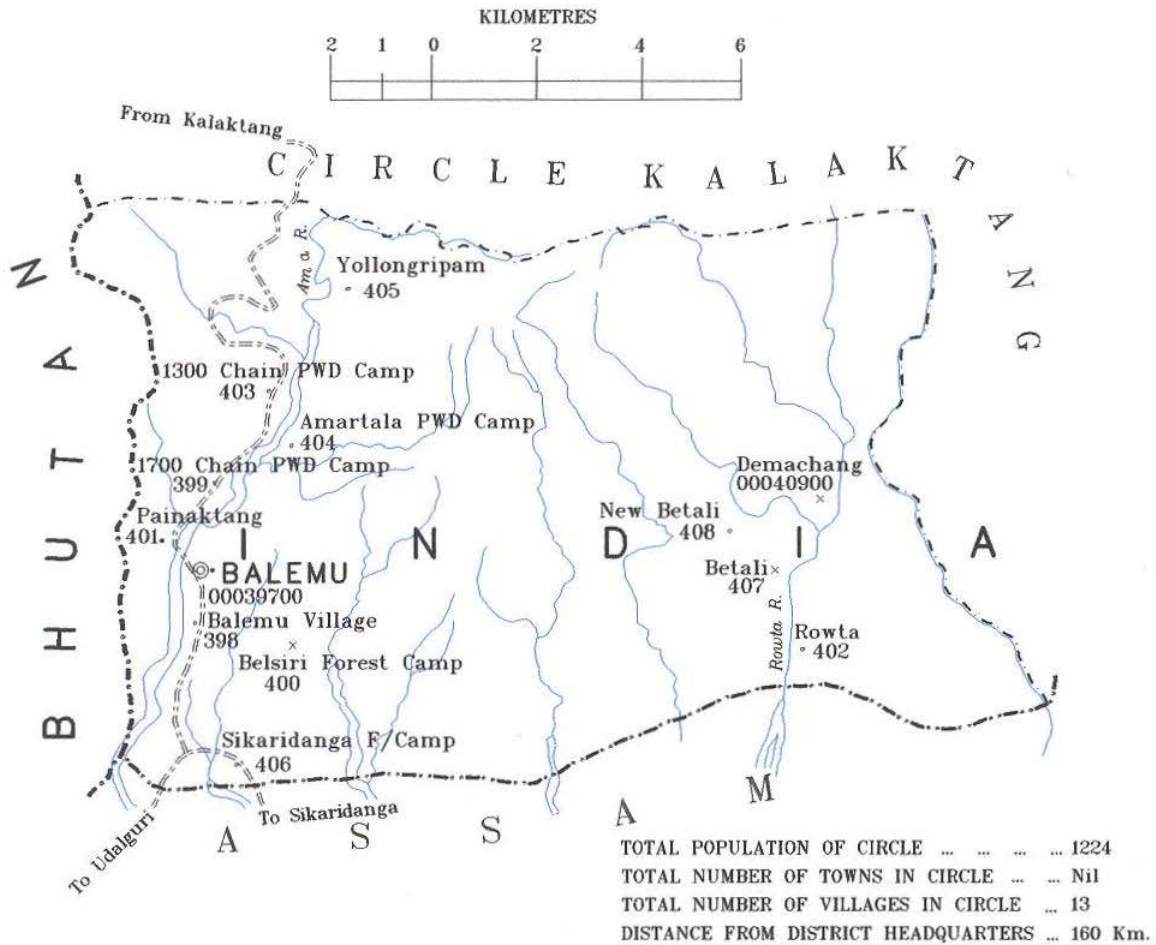 KILOMETRES
2 1 0 2 4 6
From Kalaktang
CIRCLE KALAKTANG
BHUTAN
Ama R.
Yollongripam
405
1300 Chain PWD Camp
403
Amartala PWD Camp
404
1700 Chain PWD Camp
399
Demachang
00040900
New Betali
408
Painaktang
401
INDIA
BALEMU
00039700
Betali
407
Balemu Village
398
Rowta R.
Rowta
402
Belsiri Forest Camp
400
Sikaridanga F/Camp
406
To Sikaridanga
To Udalguri
ASSAM
TOTAL POPULATION OF CIRCLE ... ... ... ... 1224
TOTAL NUMBER OF TOWNS IN CIRCLE ... ... Nil
TOTAL NUMBER OF VILLAGES IN CIRCLE ... 13
DISTANCE FROM DISTRICT HEADQUARTERS ... 160 Km.